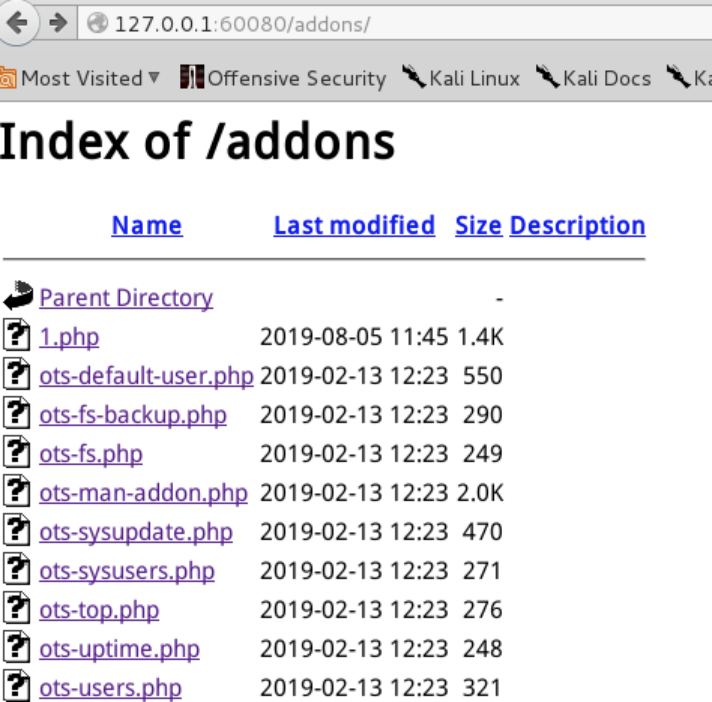 127.0.0.1:60080/addons/
Most Visited Offensive Security Kali Linux Kali Docs Ka
Index of /addons
Name Last modified Size Description
Parent Directory -
1.php 2019-08-05 11:45 1.4K
ots-default-user.php 2019-02-13 12:23 550
ots-fs-backup.php 2019-02-13 12:23 290
ots-fs.php 2019-02-13 12:23 249
ots-man-addon.php 2019-02-13 12:23 2.0K
ots-sysupdate.php 2019-02-13 12:23 470
ots-sysusers.php 2019-02-13 12:23 271
ots-top.php 2019-02-13 12:23 276
ots-uptime.php 2019-02-13 12:23 248
ots-users.php 2019-02-13 12:23 321